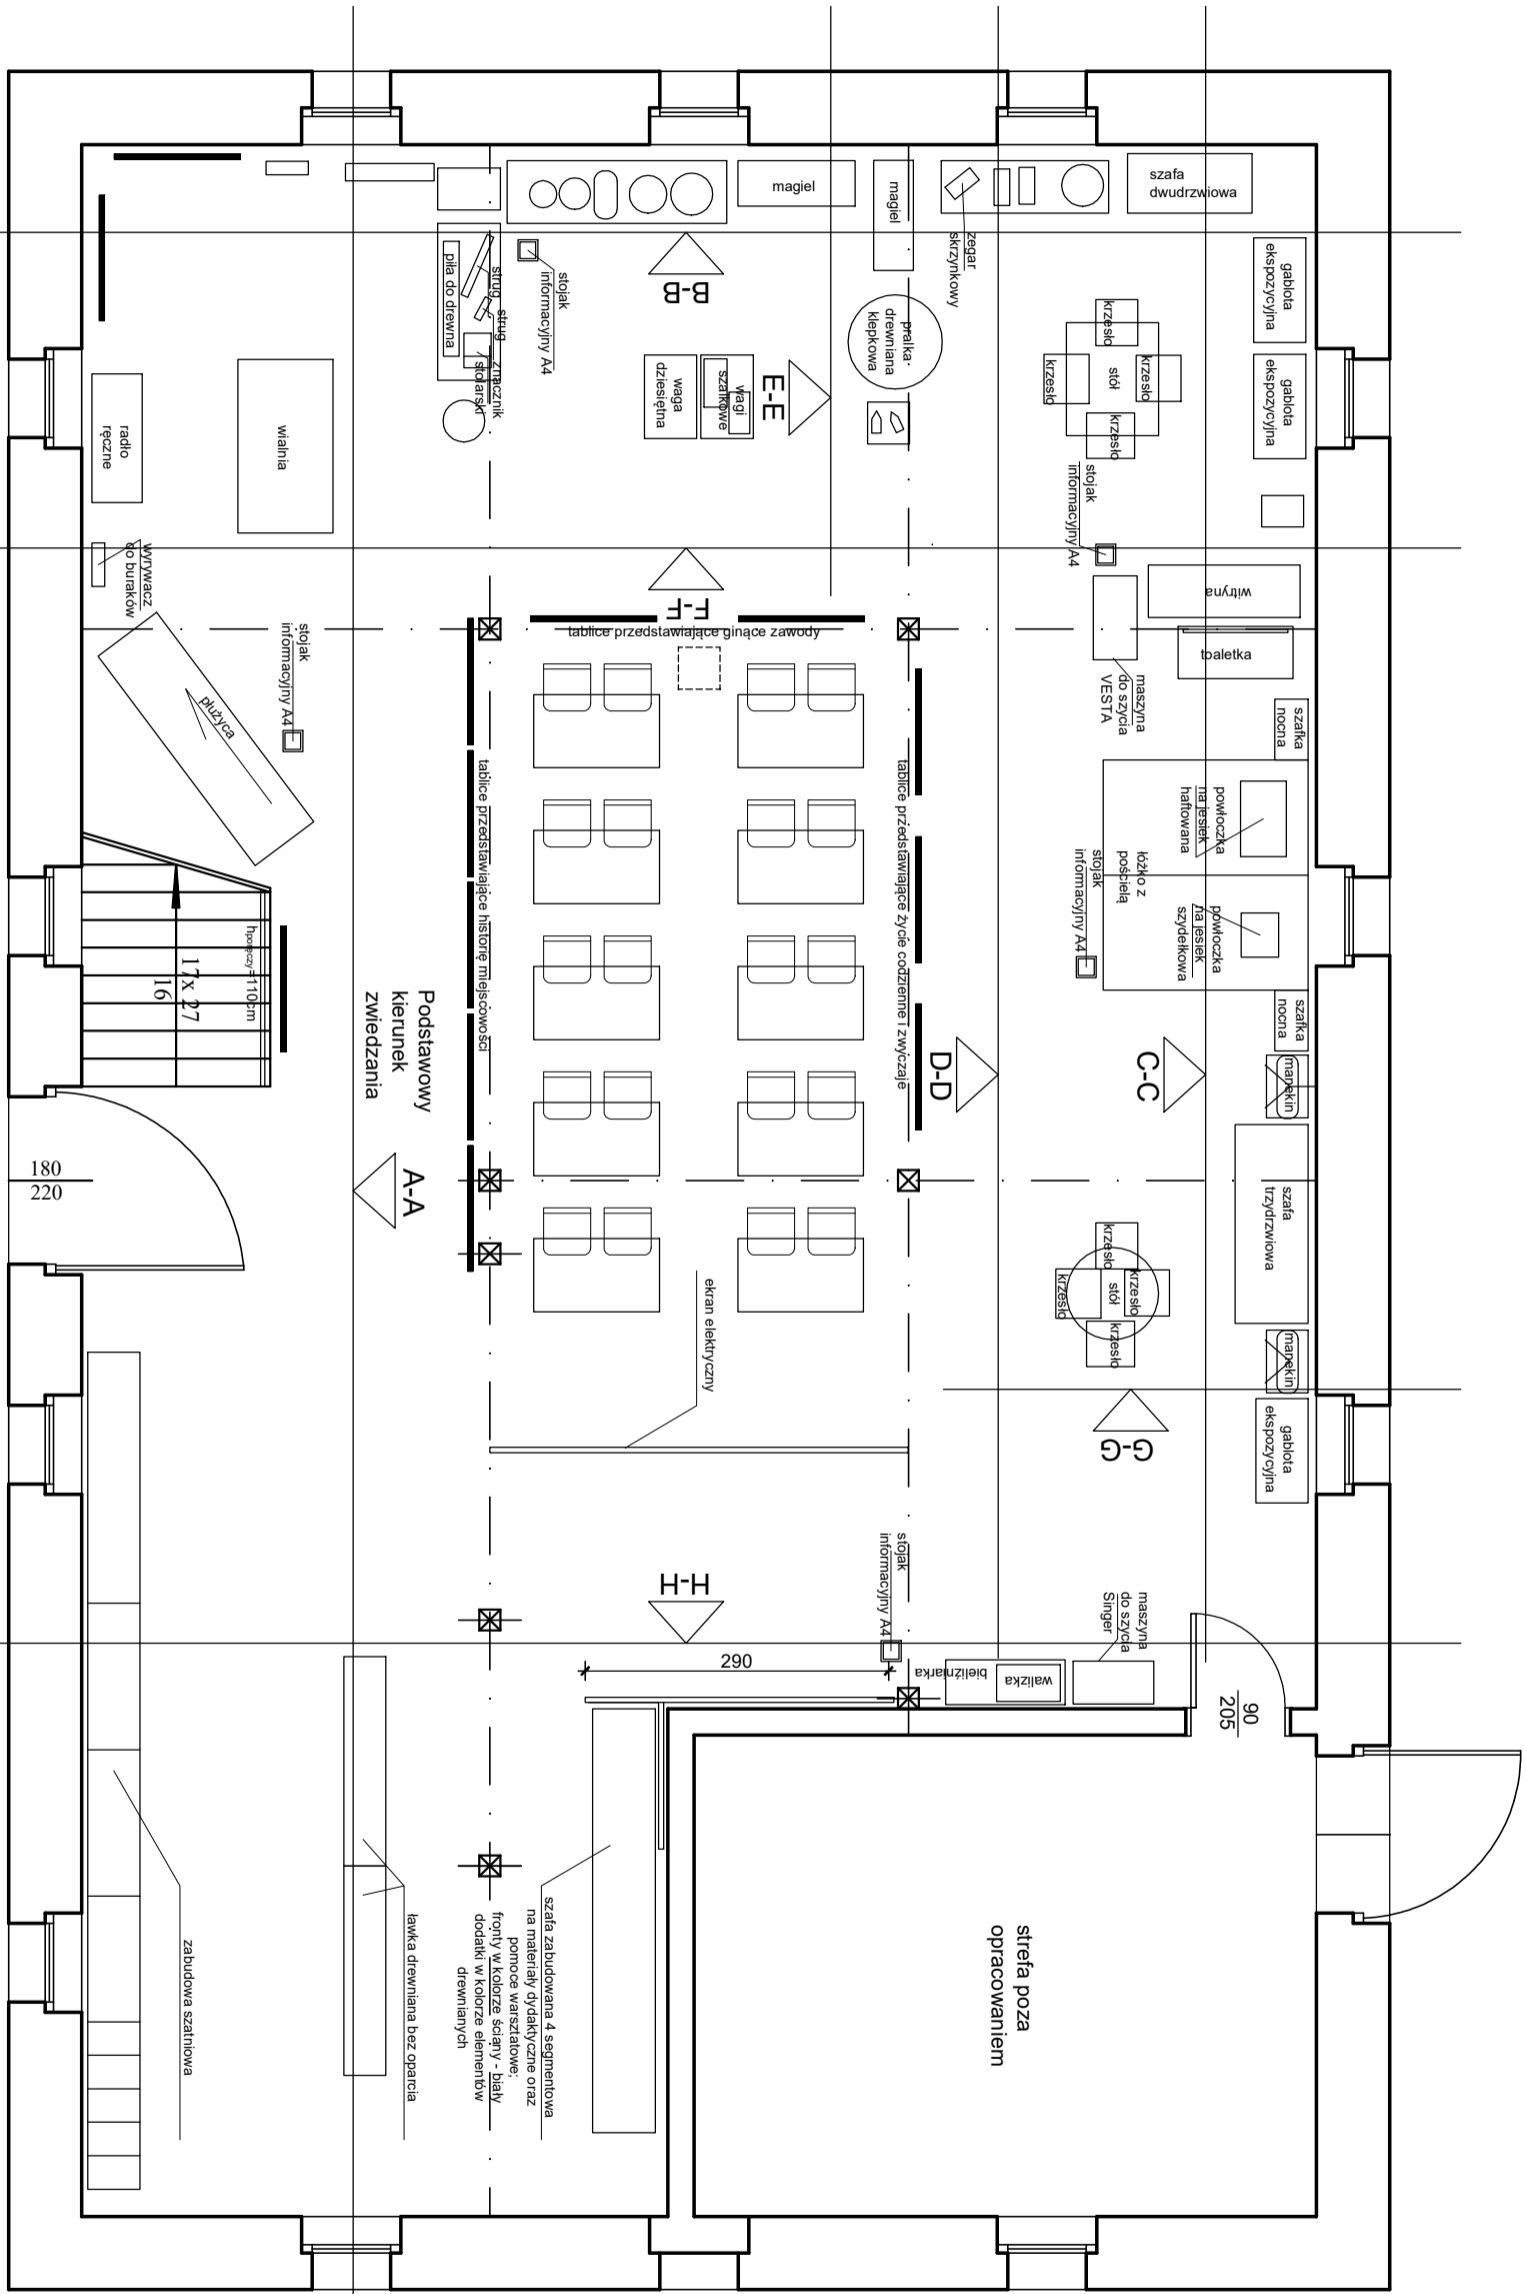 szafa
dwudrzwiowa
magiel
magiel
zegar
skrzynkowy
gablota
ekspozycyjna
gablota
ekspozycyjna
krzesło
krzesło
stół
krzesło
krzesło
pralka
drewniana
klepkowa
B-B
E-E
stojak
informacyjny A4
strug
strug
znacznik
stolarski
piła do drewna
waga
dziesiętna
wagi
szalkowe
radło
ręczne
wialnia
wyrywacz
do buraków
stojak
informacyjny A4
płużyca
stojak
informacyjny A4
witryna
toaletka
maszyna
do szycia
VESTA
F-F
tablice przedstawiające ginące zawody
tablice przedstawiające historię miejscowości
tablice przedstawiające życie codzienne i zwyczaje
szafka
nocna
powłoczka
na jesiek
haftowana
łóżko z
pościelą
stojak
informacyjny A4
powłoczka
na jesiek
szydełkowa
szafka
nocna
manekin
C-C
D-D
hporęczy=110cm
17x 27
16
Podstawowy
kierunek
zwiedzania
A-A
180
220
szafa
trzydrzwiowa
krzesło
krzesło
stół
krzesło
krzesło
manekin
gablota
ekspozycyjna
G-G
ekran elektryczny
H-H
stojak
informacyjny A4
290
bieliźniarka
walizka
maszyna
do szycia
Singer
90
205
strefa poza
opracowaniem
szafa zabudowana 4 segmentowa
na materiały dydaktyczne oraz
pomoce warsztatowe;
fronty w kolorze ściany - biały
dodatki w kolorze elementów
drewnianych
ławka drewniana bez oparcia
zabudowa szatniowa